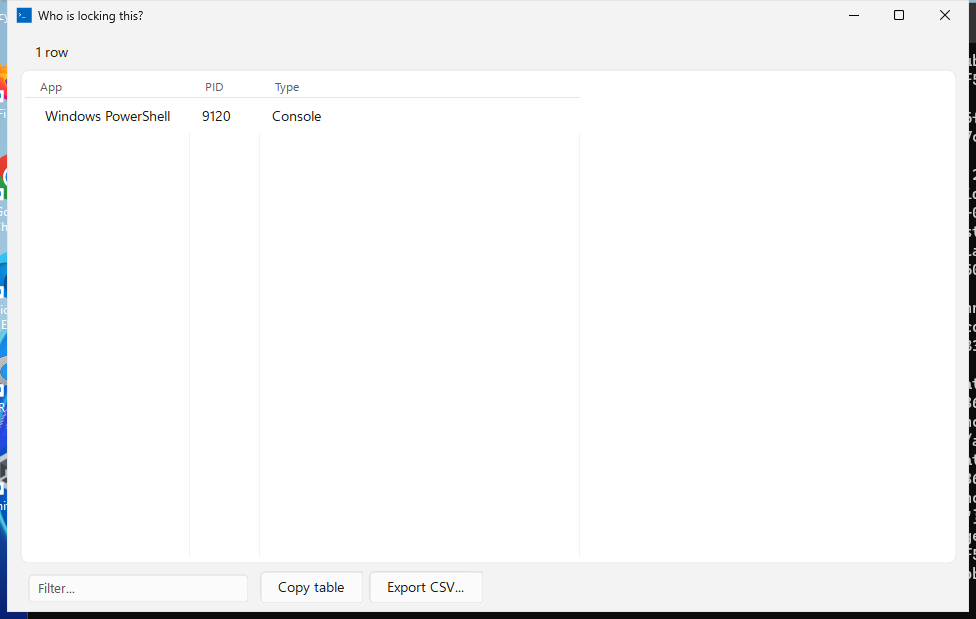 Who is locking this?
1 row
App PID Type
Windows PowerShell 9120 Console
Filter...
Copy table
Export CSV...